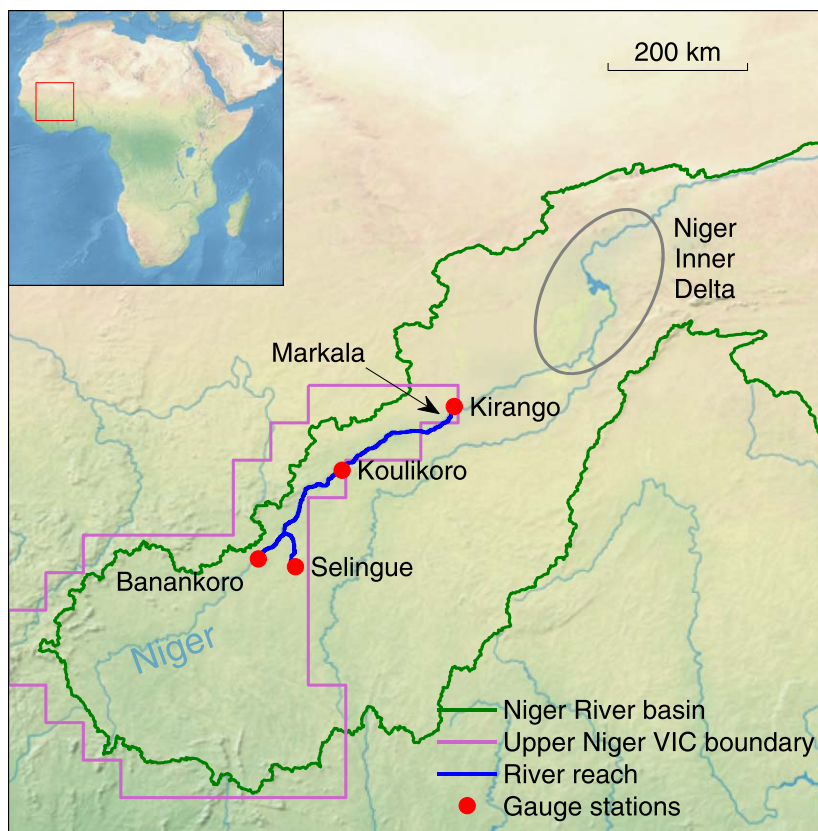 200 km
Niger
Inner
Delta
Markala
Kirango
Koulikoro
Selingue
Banankoro
Niger
Niger River basin
Upper Niger VIC boundary
River reach
Gauge stations